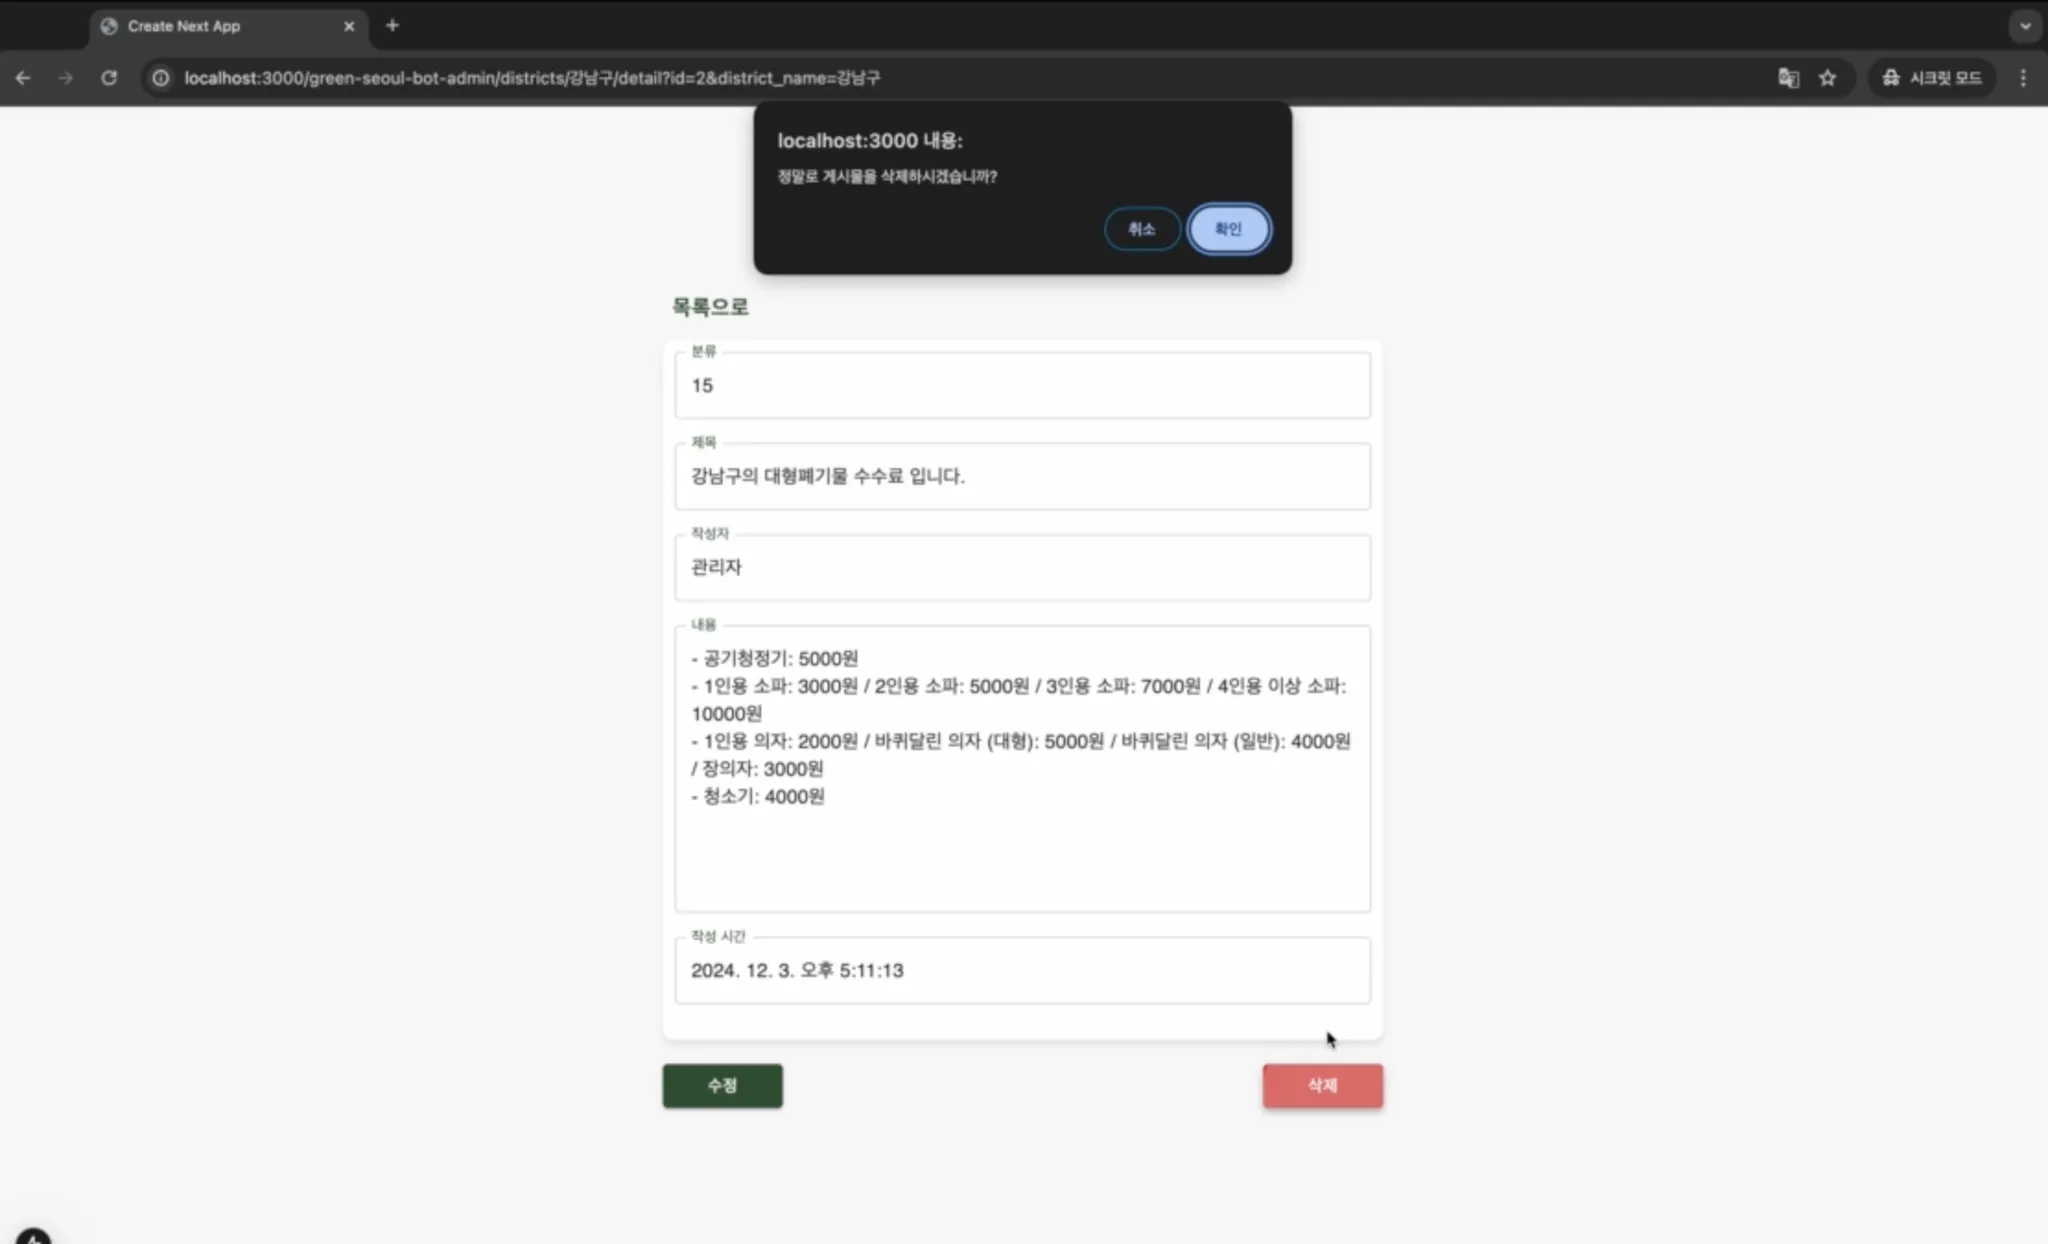 Create Next App
localhost:3000/green-seoul-bot-admin/districts/강남구/detail?id=2&district_name=강남구
시크릿 모드
localhost:3000 내용:
정말로 게시물을 삭제하시겠습니까?
취소
확인
목록으로
분류
15
제목
강남구의 대형폐기물 수수료 입니다.
작성자
관리자
내용
- 공기청정기: 5000원
- 1인용 소파: 3000원 / 2인용 소파: 5000원 / 3인용 소파: 7000원 / 4인용 이상 소파:
10000원
- 1인용 의자: 2000원 / 바퀴달린 의자 (대형): 5000원 / 바퀴달린 의자 (일반): 4000원
/ 장의자: 3000원
- 청소기: 4000원
작성 시간
2024. 12. 3. 오후 5:11:13
수정
삭제